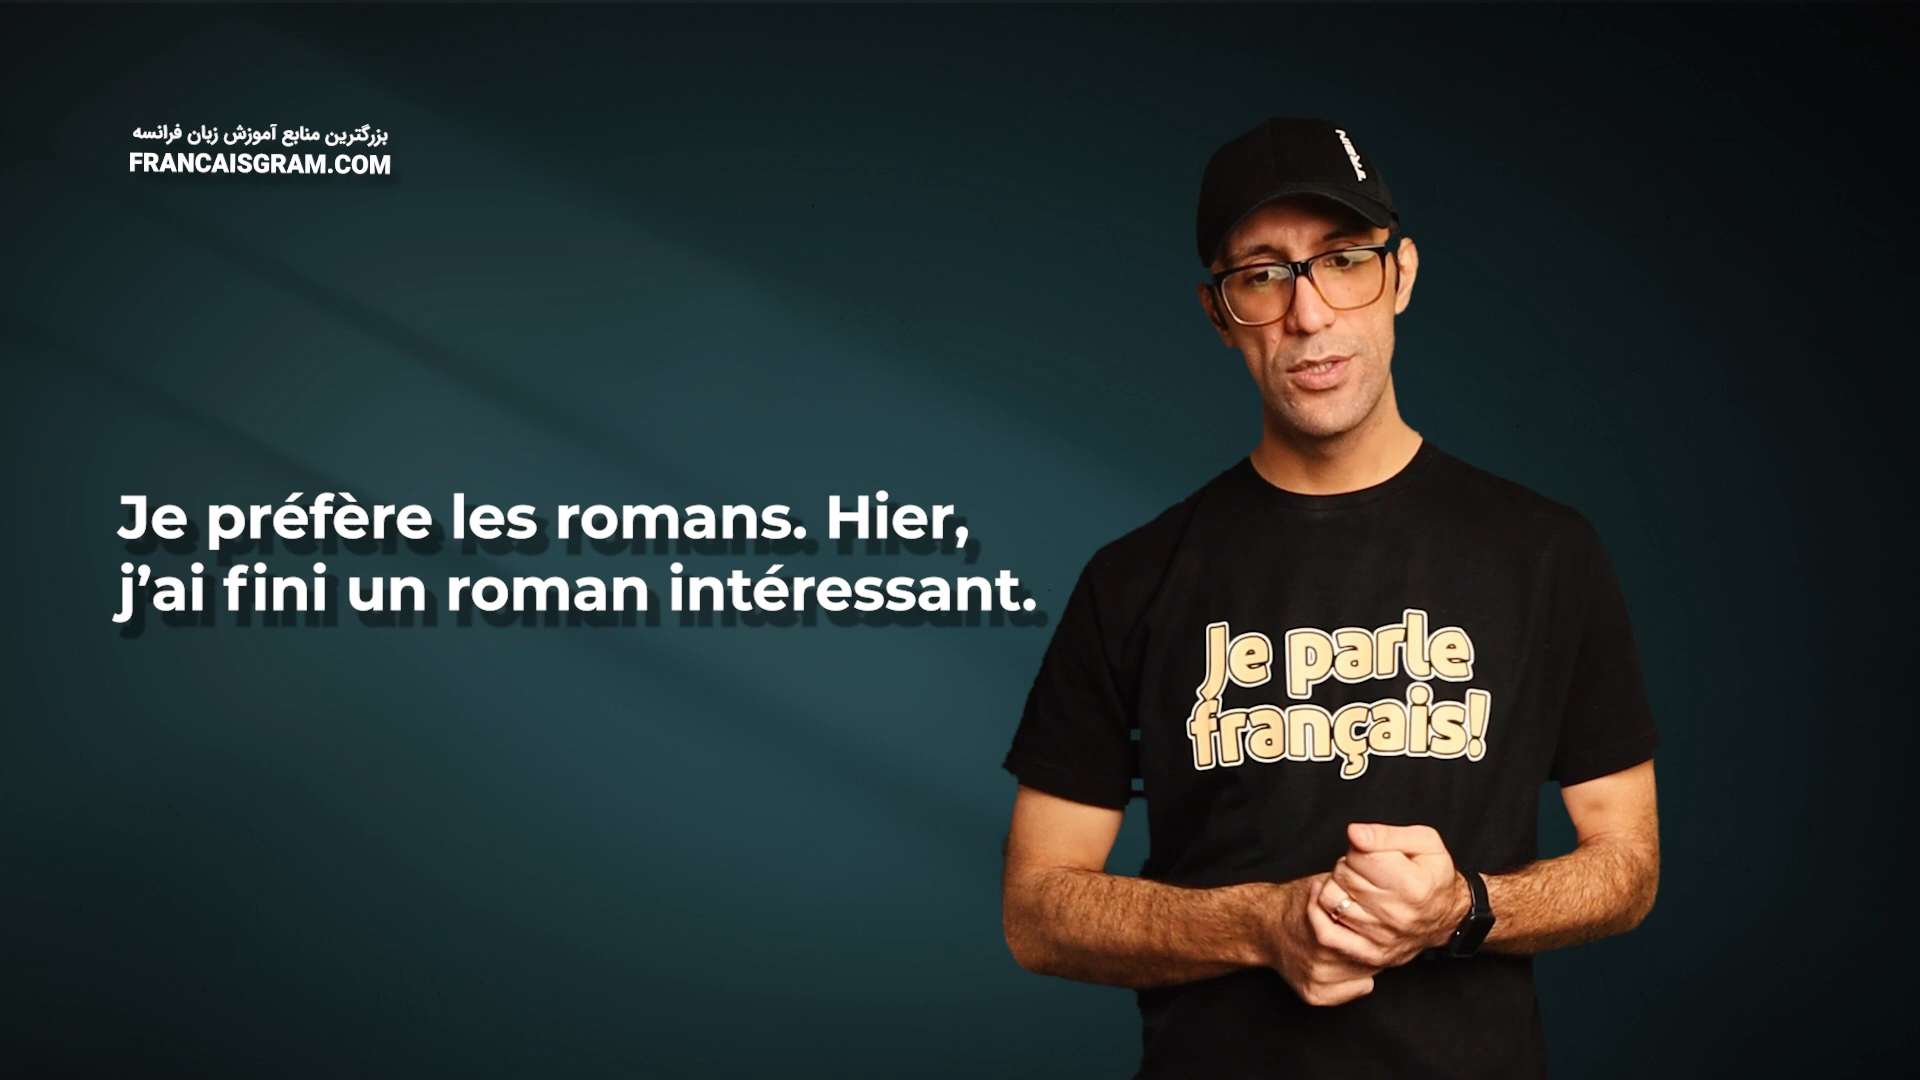 بزرگترین منابع آموزش زبان فرانسه
FRANCAISGRAM.COM
Je préfère les romans. Hier,
j’ai fini un roman intéressant.
Je parle
français!